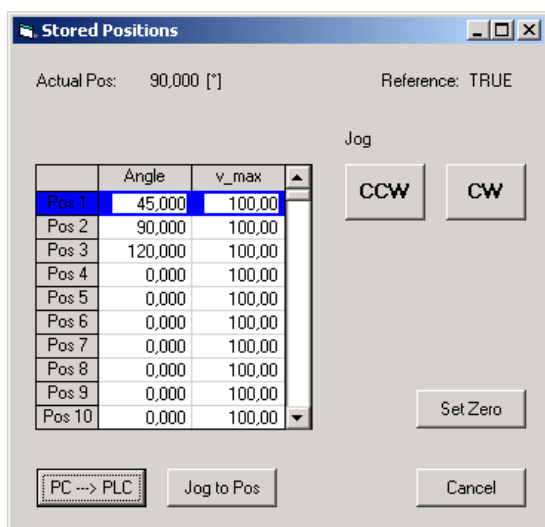 Stored Positions
Actual Pos: 90,000 [°] Reference: TRUE
Jog
CCW CW
Angle v_max
Pos 1 45,000 100,00
Pos 2 90,000 100,00
Pos 3 120,000 100,00
Pos 4 0,000 100,00
Pos 5 0,000 100,00
Pos 6 0,000 100,00
Pos 7 0,000 100,00
Pos 8 0,000 100,00
Pos 9 0,000 100,00
Pos 10 0,000 100,00
Set Zero
PC ---> PLC Jog to Pos Cancel